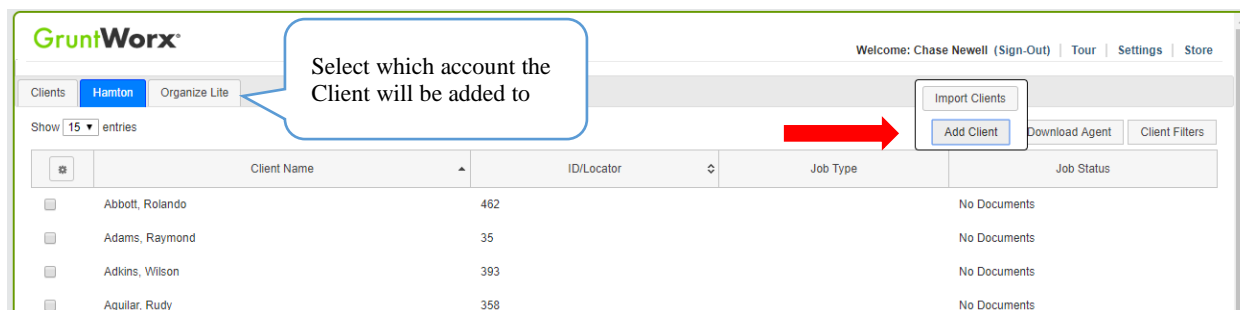 GruntWorx
Welcome: Chase Newell (Sign-Out) | Tour | Settings | Store
Select which account the
Client will be added to
Clients Hamton Organize Lite
Import Clients
Show 15 entries
Add Client Download Agent Client Filters
Client Name ID/Locator Job Type Job Status
Abbott, Rolando 462 No Documents
Adams, Raymond 35 No Documents
Adkins, Wilson 393 No Documents
Aguilar, Rudy 358 No Documents